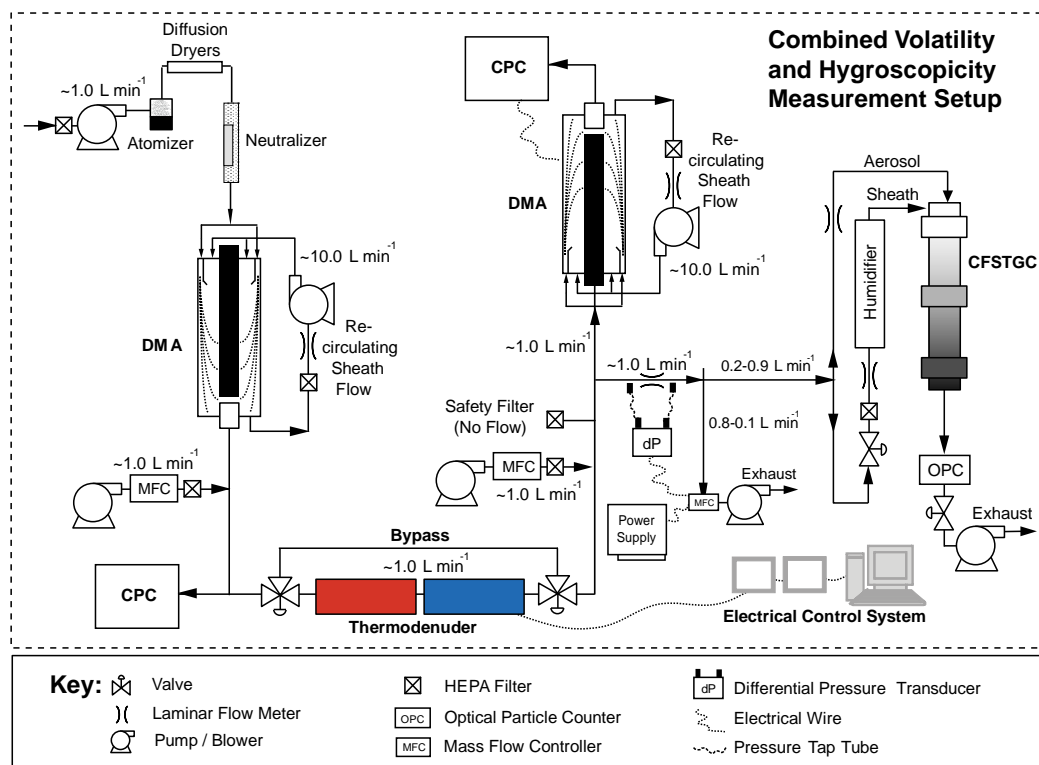 Combined Volatility
and Hygroscopicity
Measurement Setup
Diffusion
Dryers
~1.0 L min-1
Atomizer
Neutralizer
DMA
~10.0 L min-1
Re-
circulating
Sheath
Flow
~1.0 L min-1
MFC
CPC
Bypass
~1.0 L min-1
Thermodenuder
CPC
DMA
Re-
circulating
Sheath
Flow
~10.0 L min-1
~1.0 L min-1
Safety Filter
(No Flow)
MFC
~1.0 L min-1
~1.0 L min-1
dP
0.2-0.9 L min-1
0.8-0.1 L min-1
MFC
Exhaust
Power
Supply
Aerosol
Sheath
Humidifier
CFSTGC
OPC
Exhaust
Electrical Control System
Key:
Valve
Laminar Flow Meter
Pump / Blower
HEPA Filter
OPC
Optical Particle Counter
MFC
Mass Flow Controller
dP
Differential Pressure Transducer
Electrical Wire
Pressure Tap Tube